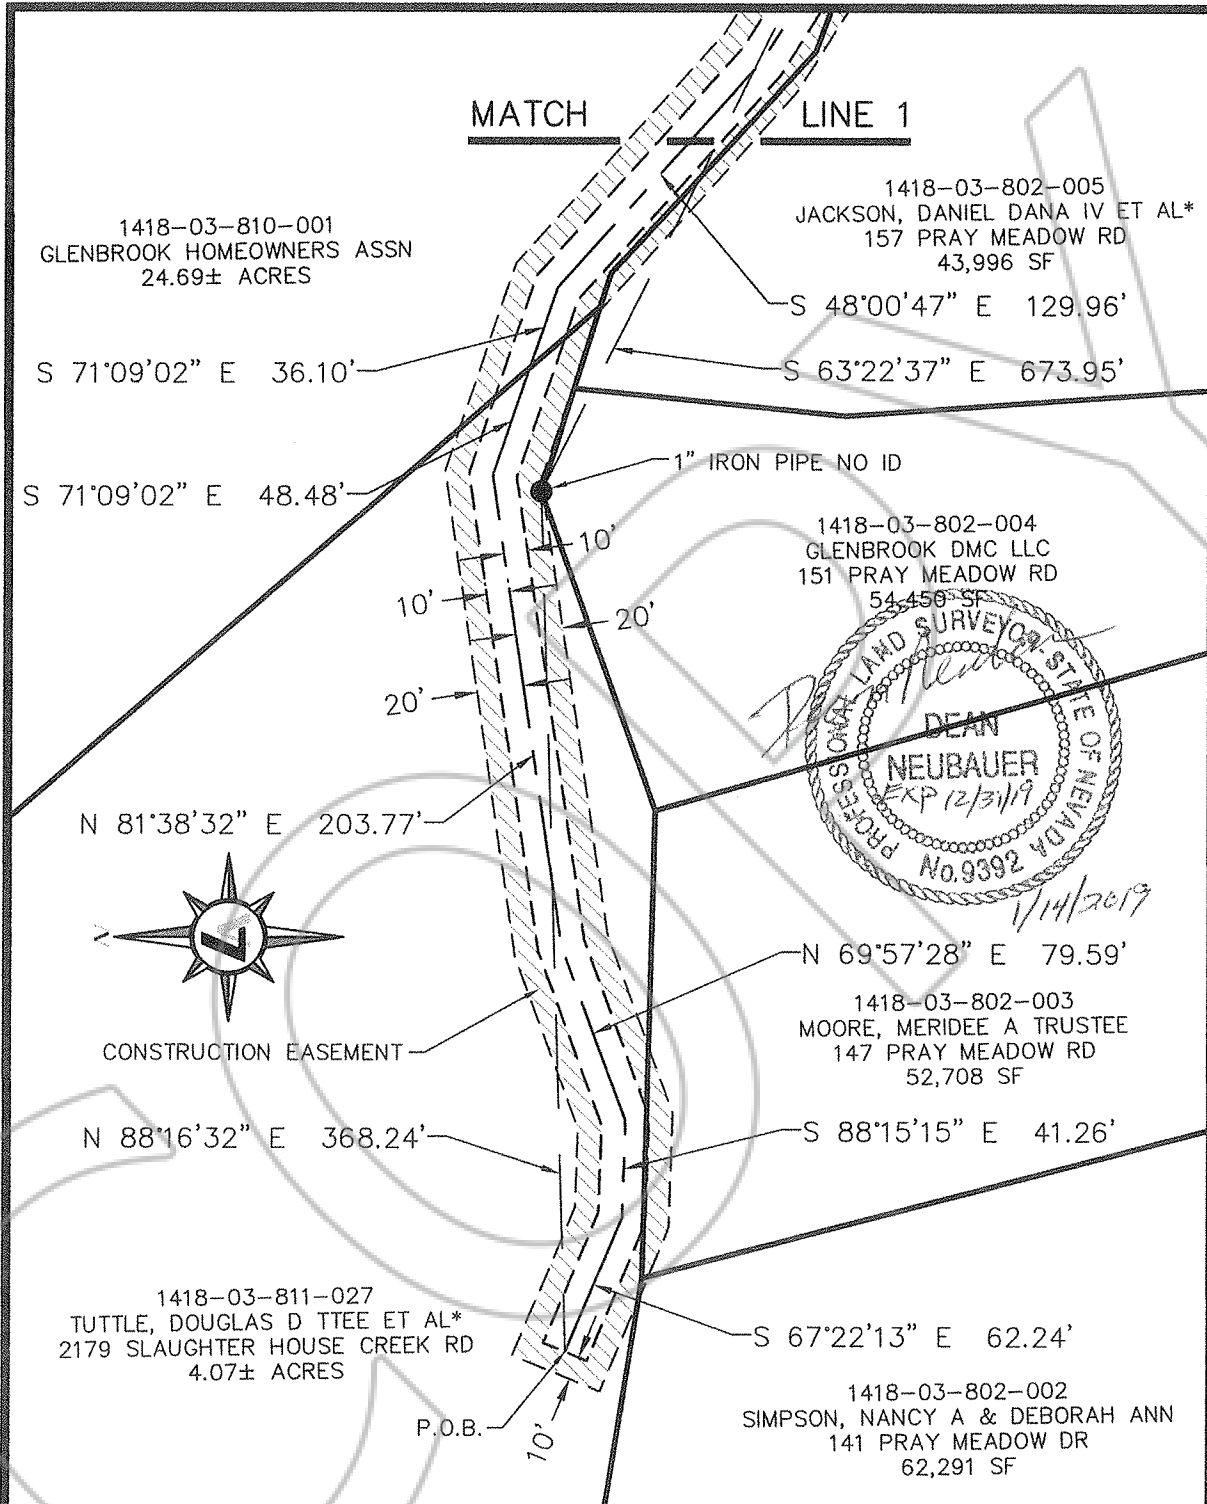 MATCH LINE 1
1418-03-810-001
GLENBROOK HOMEOWNERS ASSN
24.69± ACRES
1418-03-802-005
JACKSON, DANIEL DANA IV ET AL*
157 PRAY MEADOW RD
43,996 SF
S 48°00'47" E 129.96'
S 71°09'02" E 36.10'
S 63°22'37" E 673.95'
1" IRON PIPE NO ID
S 71°09'02" E 48.48'
1418-03-802-004
GLENBROOK DMC LLC
151 PRAY MEADOW RD
54,450 SF
10'
10'
20'
20'
PROFESSIONAL LAND SURVEYOR-STATE OF NEVADA
DEAN
NEUBAUER
EXP 12/31/19
No.9392
1/14/2019
N 81°38'32" E 203.77'
N 69°57'28" E 79.59'
1418-03-802-003
MOORE, MERIDEE A TRUSTEE
147 PRAY MEADOW RD
52,708 SF
CONSTRUCTION EASEMENT
N 88°16'32" E 368.24'
S 88°15'15" E 41.26'
1418-03-811-027
TUTTLE, DOUGLAS D TTEE ET AL*
2179 SLAUGHTER HOUSE CREEK RD
4.07± ACRES
S 67°22'13" E 62.24'
P.O.B.
10'
1418-03-802-002
SIMPSON, NANCY A & DEBORAH ANN
141 PRAY MEADOW DR
62,291 SF